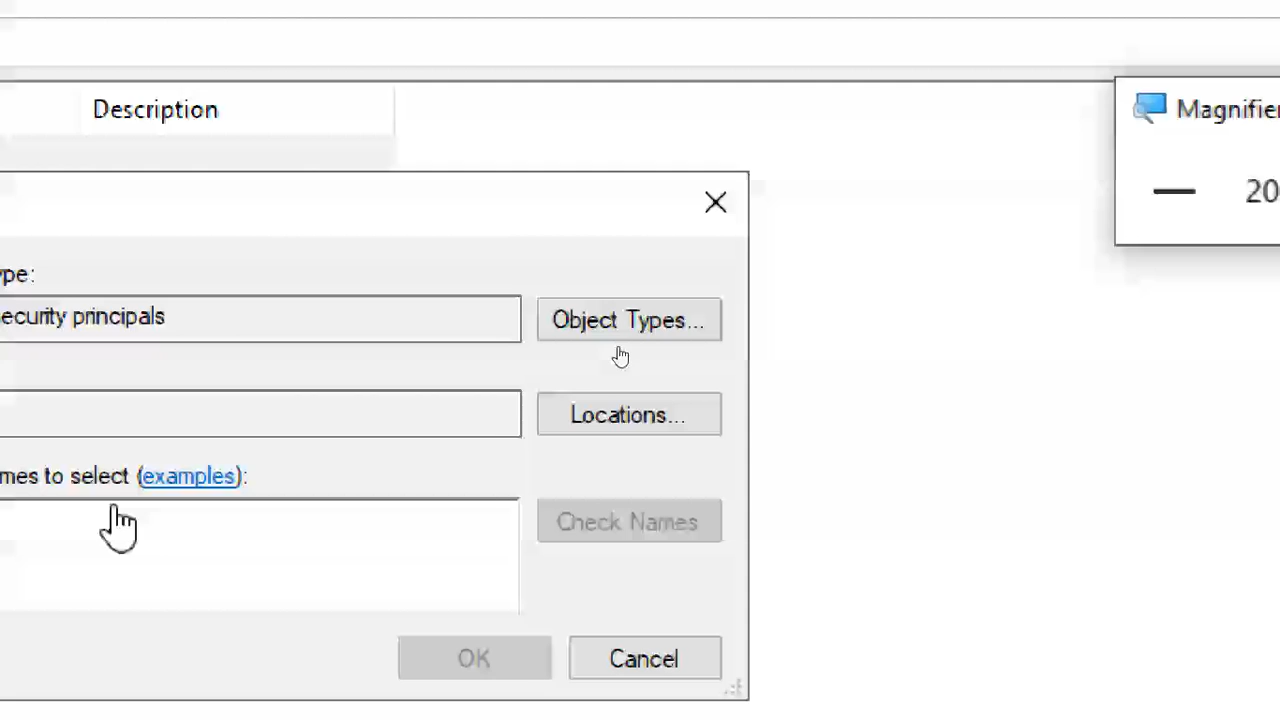 Description
Magnifier
20
ype:
ecurity principals
Object Types...
Locations...
mes to select (examples):
Check Names
OK
Cancel